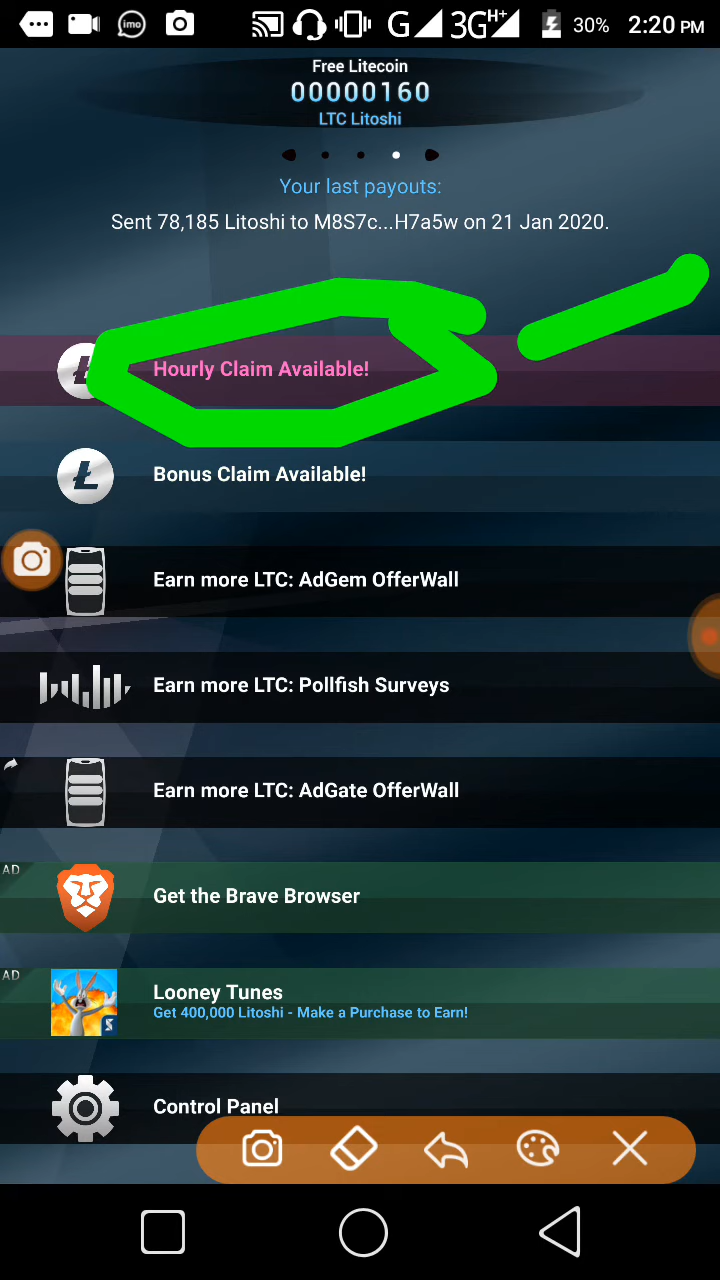 imo
G
3G
H+
30%
2:20 PM
Free Litecoin
00000160
LTC Litoshi
Your last payouts:
Sent 78,185 Litoshi to M8S7c...H7a5w on 21 Jan 2020.
Hourly Claim Available!
Bonus Claim Available!
Earn more LTC: AdGem OfferWall
Earn more LTC: Pollfish Surveys
Earn more LTC: AdGate OfferWall
AD
Get the Brave Browser
AD
Looney Tunes
Get 400,000 Litoshi - Make a Purchase to Earn!
Control Panel